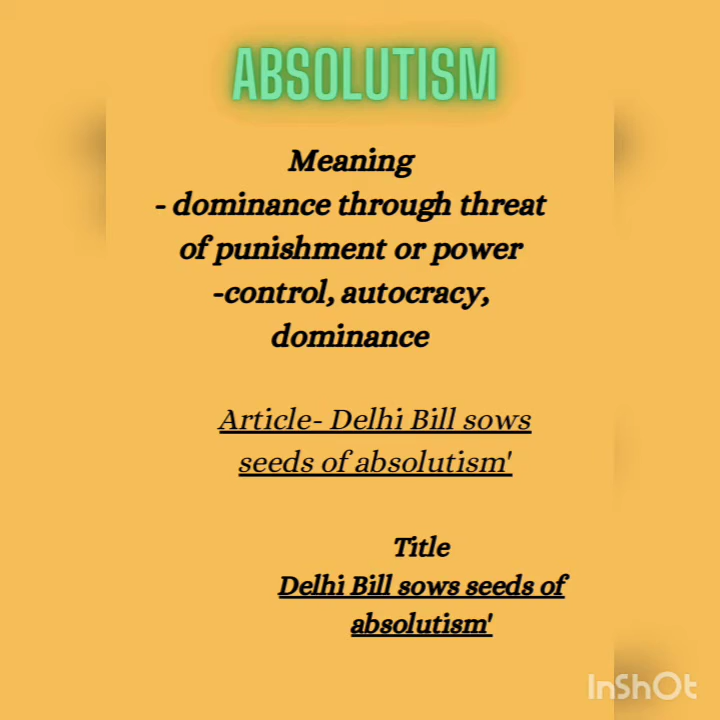 ABSOLUTISM
Meaning
- dominance through threat
of punishment or power
-control, autocracy,
dominance
Article- Delhi Bill sows
seeds of absolutism'
Title
Delhi Bill sows seeds of
absolutism'
InShOt